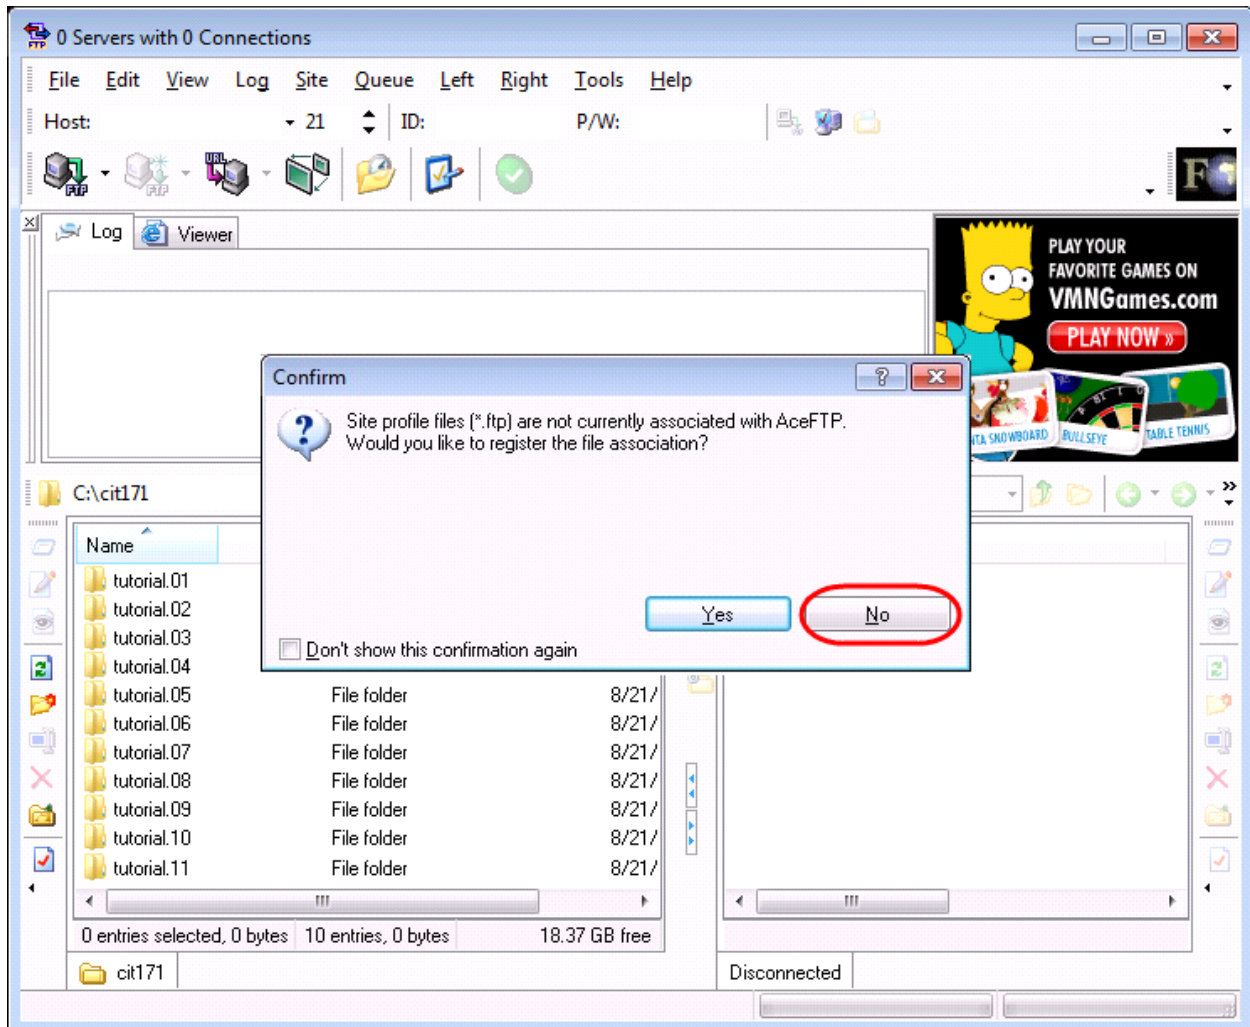 0 Servers with 0 Connections
File Edit View Log Site Queue Left Right Tools Help
Host: 21 ID: P/W:
FTP FTP URL
F
Log Viewer
PLAY YOUR
FAVORITE GAMES ON
VMNGames.com
PLAY NOW »
TA SNOWBOARD BULLSEYE TABLE TENNIS
Confirm
Site profile files (*.ftp) are not currently associated with AceFTP.
Would you like to register the file association?
Yes No
Don't show this confirmation again
C:\cit171
Name
tutorial.01
tutorial.02
tutorial.03
tutorial.04
tutorial.05 File folder 8/21/
tutorial.06 File folder 8/21/
tutorial.07 File folder 8/21/
tutorial.08 File folder 8/21/
tutorial.09 File folder 8/21/
tutorial.10 File folder 8/21/
tutorial.11 File folder 8/21/
0 entries selected, 0 bytes 10 entries, 0 bytes 18.37 GB free
cit171 Disconnected